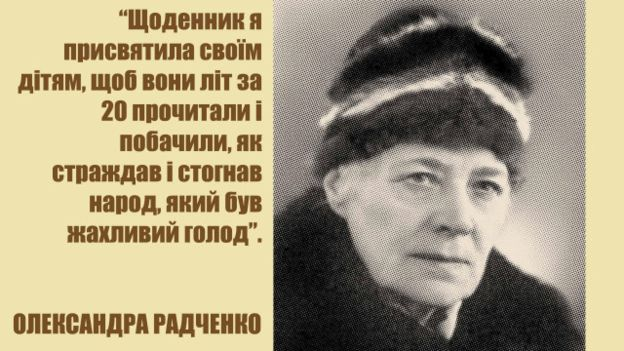 “Щоденник я
присвятила своїм
дітям, щоб вони літ за
20 прочитали і
побачили, як
страждав і стогнав
народ, який був
жахливий голод”.
ОЛЕКСАНДРА РАДЧЕНКО